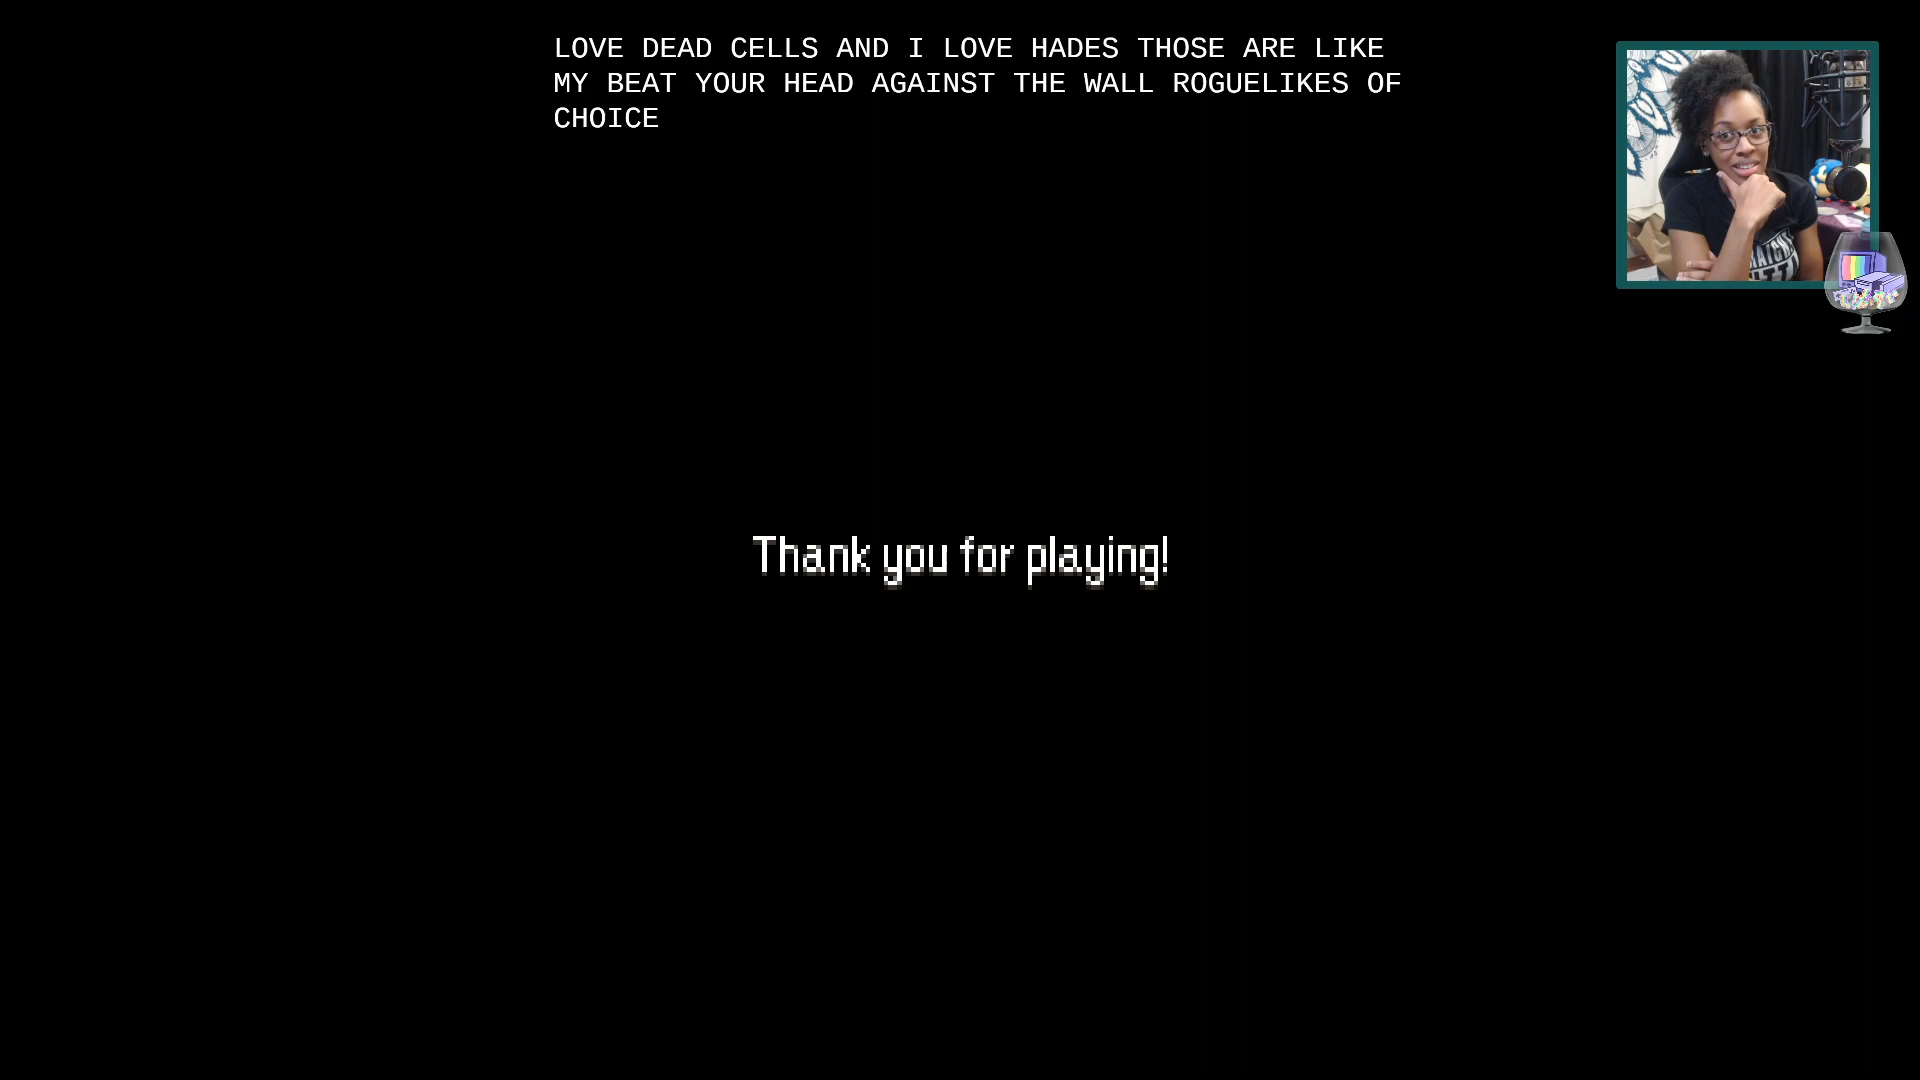 LOVE DEAD CELLS AND I LOVE HADES THOSE ARE LIKE
MY BEAT YOUR HEAD AGAINST THE WALL ROGUELIKES OF
CHOICE
Thank you for playing!